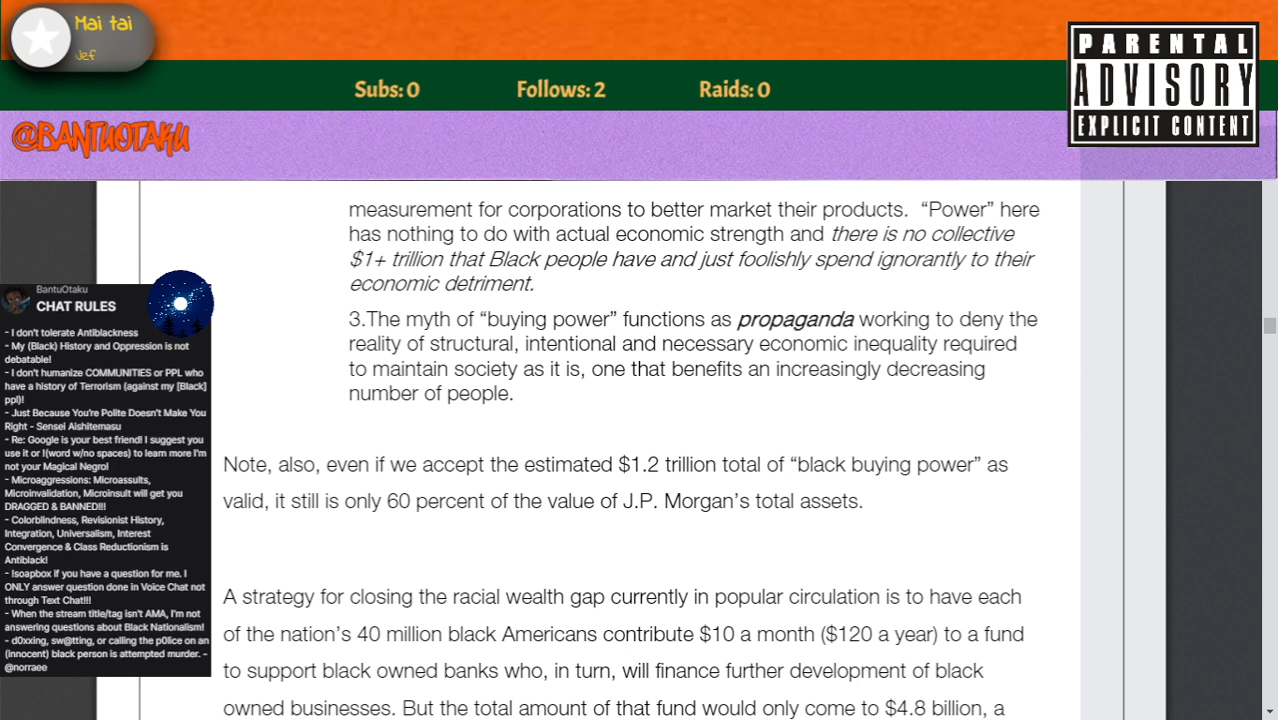 Mai tai
Jef
PARENTAL
ADVISORY
EXPLICIT CONTENT
Subs: 0
Follows: 2
Raids: 0
@BANTUOTAKU
measurement for corporations to better market their products. “Power” here
has nothing to do with actual economic strength and there is no collective
$1+ trillion that Black people have and just foolishly spend ignorantly to their
economic detriment.
3.The myth of “buying power” functions as propaganda working to deny the
reality of structural, intentional and necessary economic inequality required
to maintain society as it is, one that benefits an increasingly decreasing
number of people.
Note, also, even if we accept the estimated $1.2 trillion total of “black buying power” as
valid, it still is only 60 percent of the value of J.P. Morgan’s total assets.
A strategy for closing the racial wealth gap currently in popular circulation is to have each
of the nation’s 40 million black Americans contribute $10 a month ($120 a year) to a fund
to support black owned banks who, in turn, will finance further development of black
owned businesses. But the total amount of that fund would only come to $4.8 billion, a
BantuOtaku
CHAT RULES
- I don't tolerate Antiblackness
- My (Black) History and Oppression is not
debatable!
- I don't humanize COMMUNITIES or PPL who
have a history of Terrorism (against my [Black]
ppl)!
- Just Because You're Polite Doesn't Make You
Right - Sensei Aishitemasu
- Re: Google is your best friend! I suggest you
use it or !(word w/no spaces) to learn more I'm
not your Magical Negro!
- Microaggressions: Microassults,
Microinvalidation, Microinsult will get you
DRAGGED & BANNED!!!
- Colorblindness, Revisionist History,
Integration, Universalism, Interest
Convergence & Class Reductionism is
Antiblack!
- !soapbox if you have a question for me. I
ONLY answer question done in Voice Chat not
through Text Chat!!!
- When the stream title/tag isn't AMA, I'm not
answering questions about Black Nationalism!
- d0xxing, sw@tting, or calling the p0lice on an
(innocent) black person is attempted murder. -
@norraee